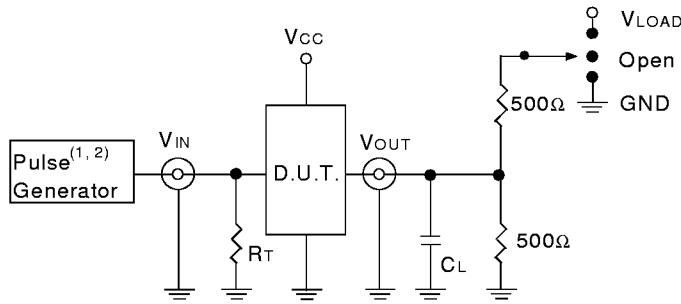 VCC
VLOAD
Open
GND
500Ω
VIN
VOUT
Pulse(1, 2)
Generator
D.U.T.
RT
CL
500Ω